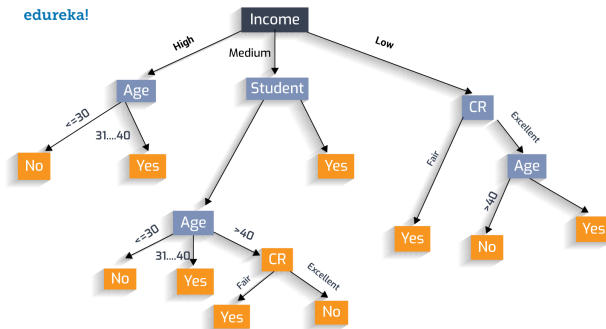 edureka!
Income
High
Medium
Low
Age
Student
CR
<=30
31....40
Fair
Excellent
No
Yes
Yes
Age
>40
Age
Yes
No
Yes
<=30
31....40
>40
CR
No
Yes
Fair
Excellent
Yes
No